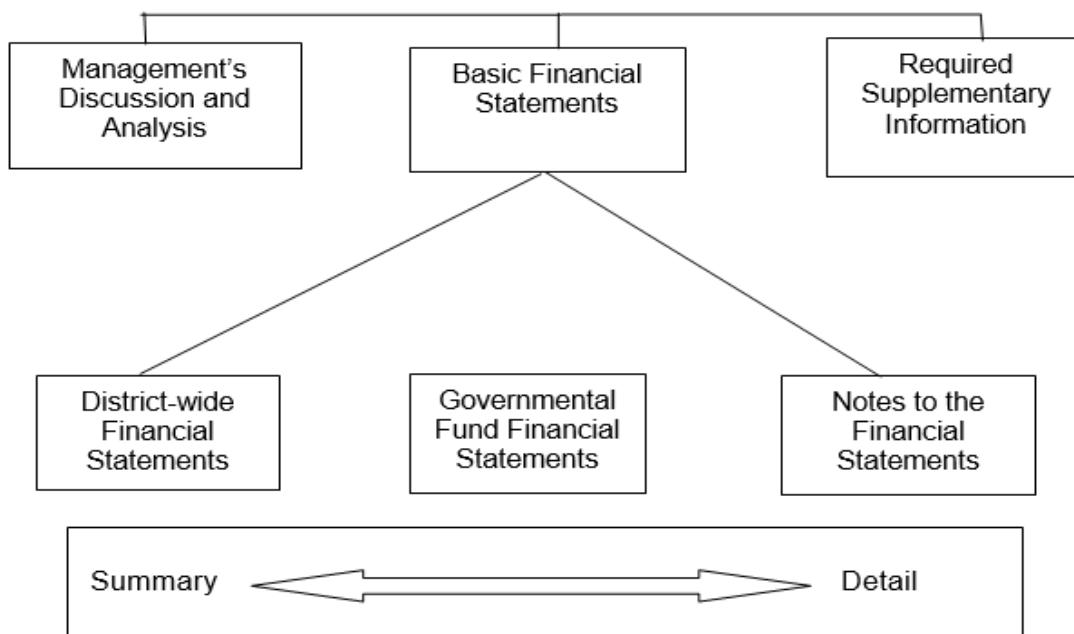 Management’s
Discussion and
Analysis
Basic Financial
Statements
Required
Supplementary
Information
District-wide
Financial
Statements
Governmental
Fund Financial
Statements
Notes to the
Financial
Statements
Summary
Detail